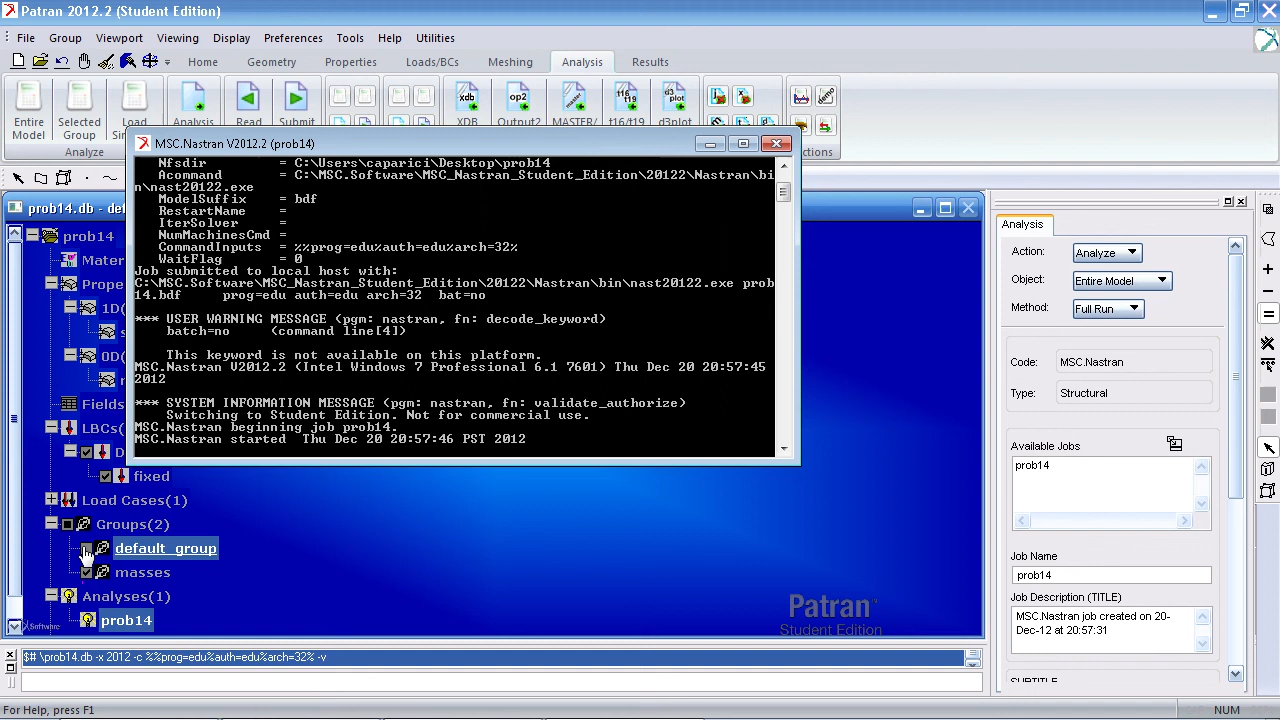 Patran 2012.2 (Student Edition)
File Group Viewport Viewing Display Preferences Tools Help Utilities
Home Geometry Properties Loads/BCs Meshing Analysis Results
Entire Model
Selected Group
Load
Analysis
Read
Submit
XDB
Output2
MASTER/
t16/t19
d3plot
Analyze
ctions
MSC.Nastran V2012.2 (prob14)
Nfsdir = C:\Users\caparici\Desktop\prob14
Acommand = C:\MSC.Software\MSC_Nastran_Student_Edition\20122\Nastran\bi
n\nast20122.exe
ModelSuffix = bdf
RestartName =
IterSolver =
NumMachinesCmd =
CommandInputs = %%prog=edu%auth=edu%arch=32%
WaitFlag = 0
Job submitted to local host with:
C:\MSC.Software\MSC_Nastran_Student_Edition\20122\Nastran\bin\nast20122.exe prob
14.bdf prog=edu auth=edu arch=32 bat=no
*** USER WARNING MESSAGE (pgm: nastran, fn: decode_keyword)
batch=no (command line[4])
This keyword is not available on this platform.
MSC.Nastran V2012.2 (Intel Windows 7 Professional 6.1 7601) Thu Dec 20 20:57:45
2012
*** SYSTEM INFORMATION MESSAGE (pgm: nastran, fn: validate_authorize)
Switching to Student Edition. Not for commercial use.
MSC.Nastran beginning job prob14.
MSC.Nastran started Thu Dec 20 20:57:46 PST 2012
prob14.db - de
prob14
Mater
Prope
1D(
s
0D(
Fields
LBCs(
D
fixed
Load Cases(1)
Groups(2)
default_group
masses
Analyses(1)
prob14
Software
Patran
Student Edition
Analysis
Action: Analyze
Object: Entire Model
Method: Full Run
Code: MSC.Nastran
Type: Structural
Available Jobs
prob14
Job Name
prob14
Job Description (TITLE)
MSC.Nastran job created on 20-
Dec-12 at 20:57:31
SUBTITLE
$# \prob14.db -x 2012 -c %%prog=edu%auth=edu%arch=32% -v
For Help, press F1
NUM